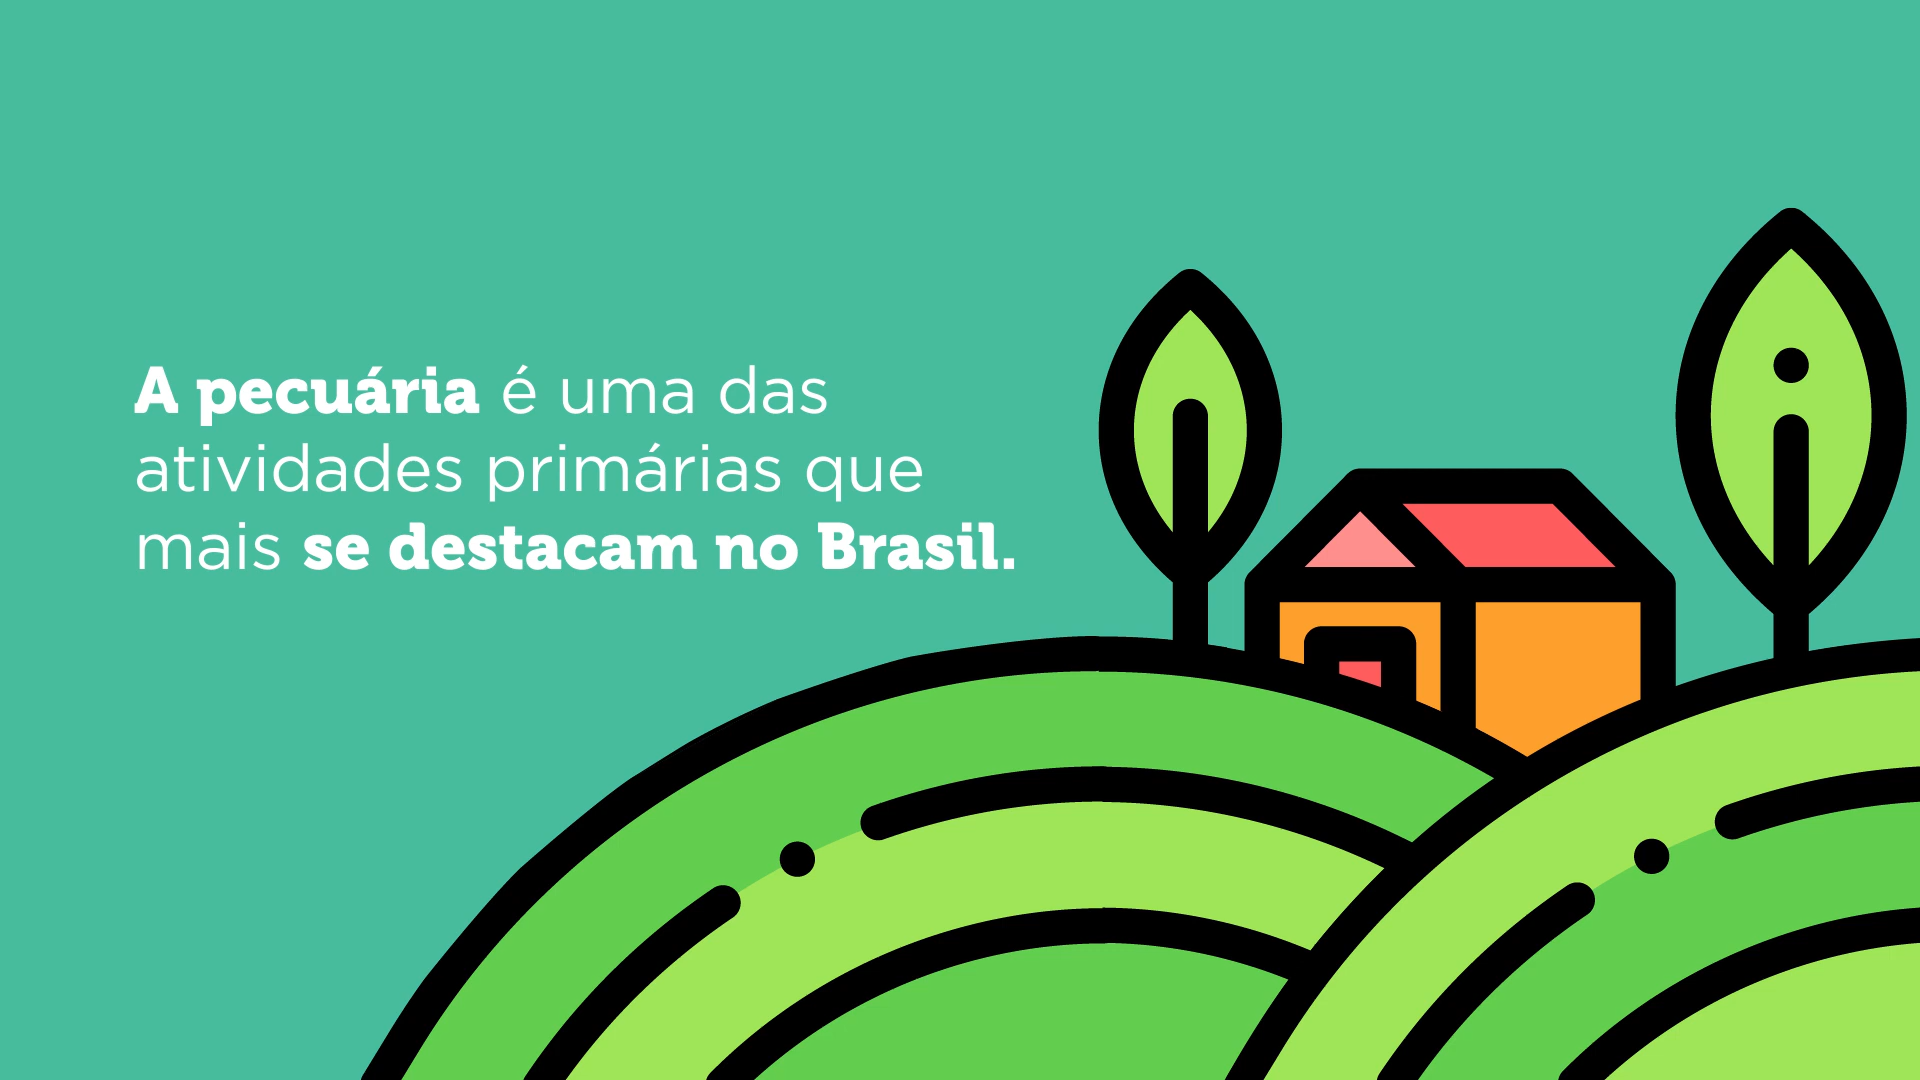 A pecuária é uma das
atividades primárias que
mais se destacam no Brasil.